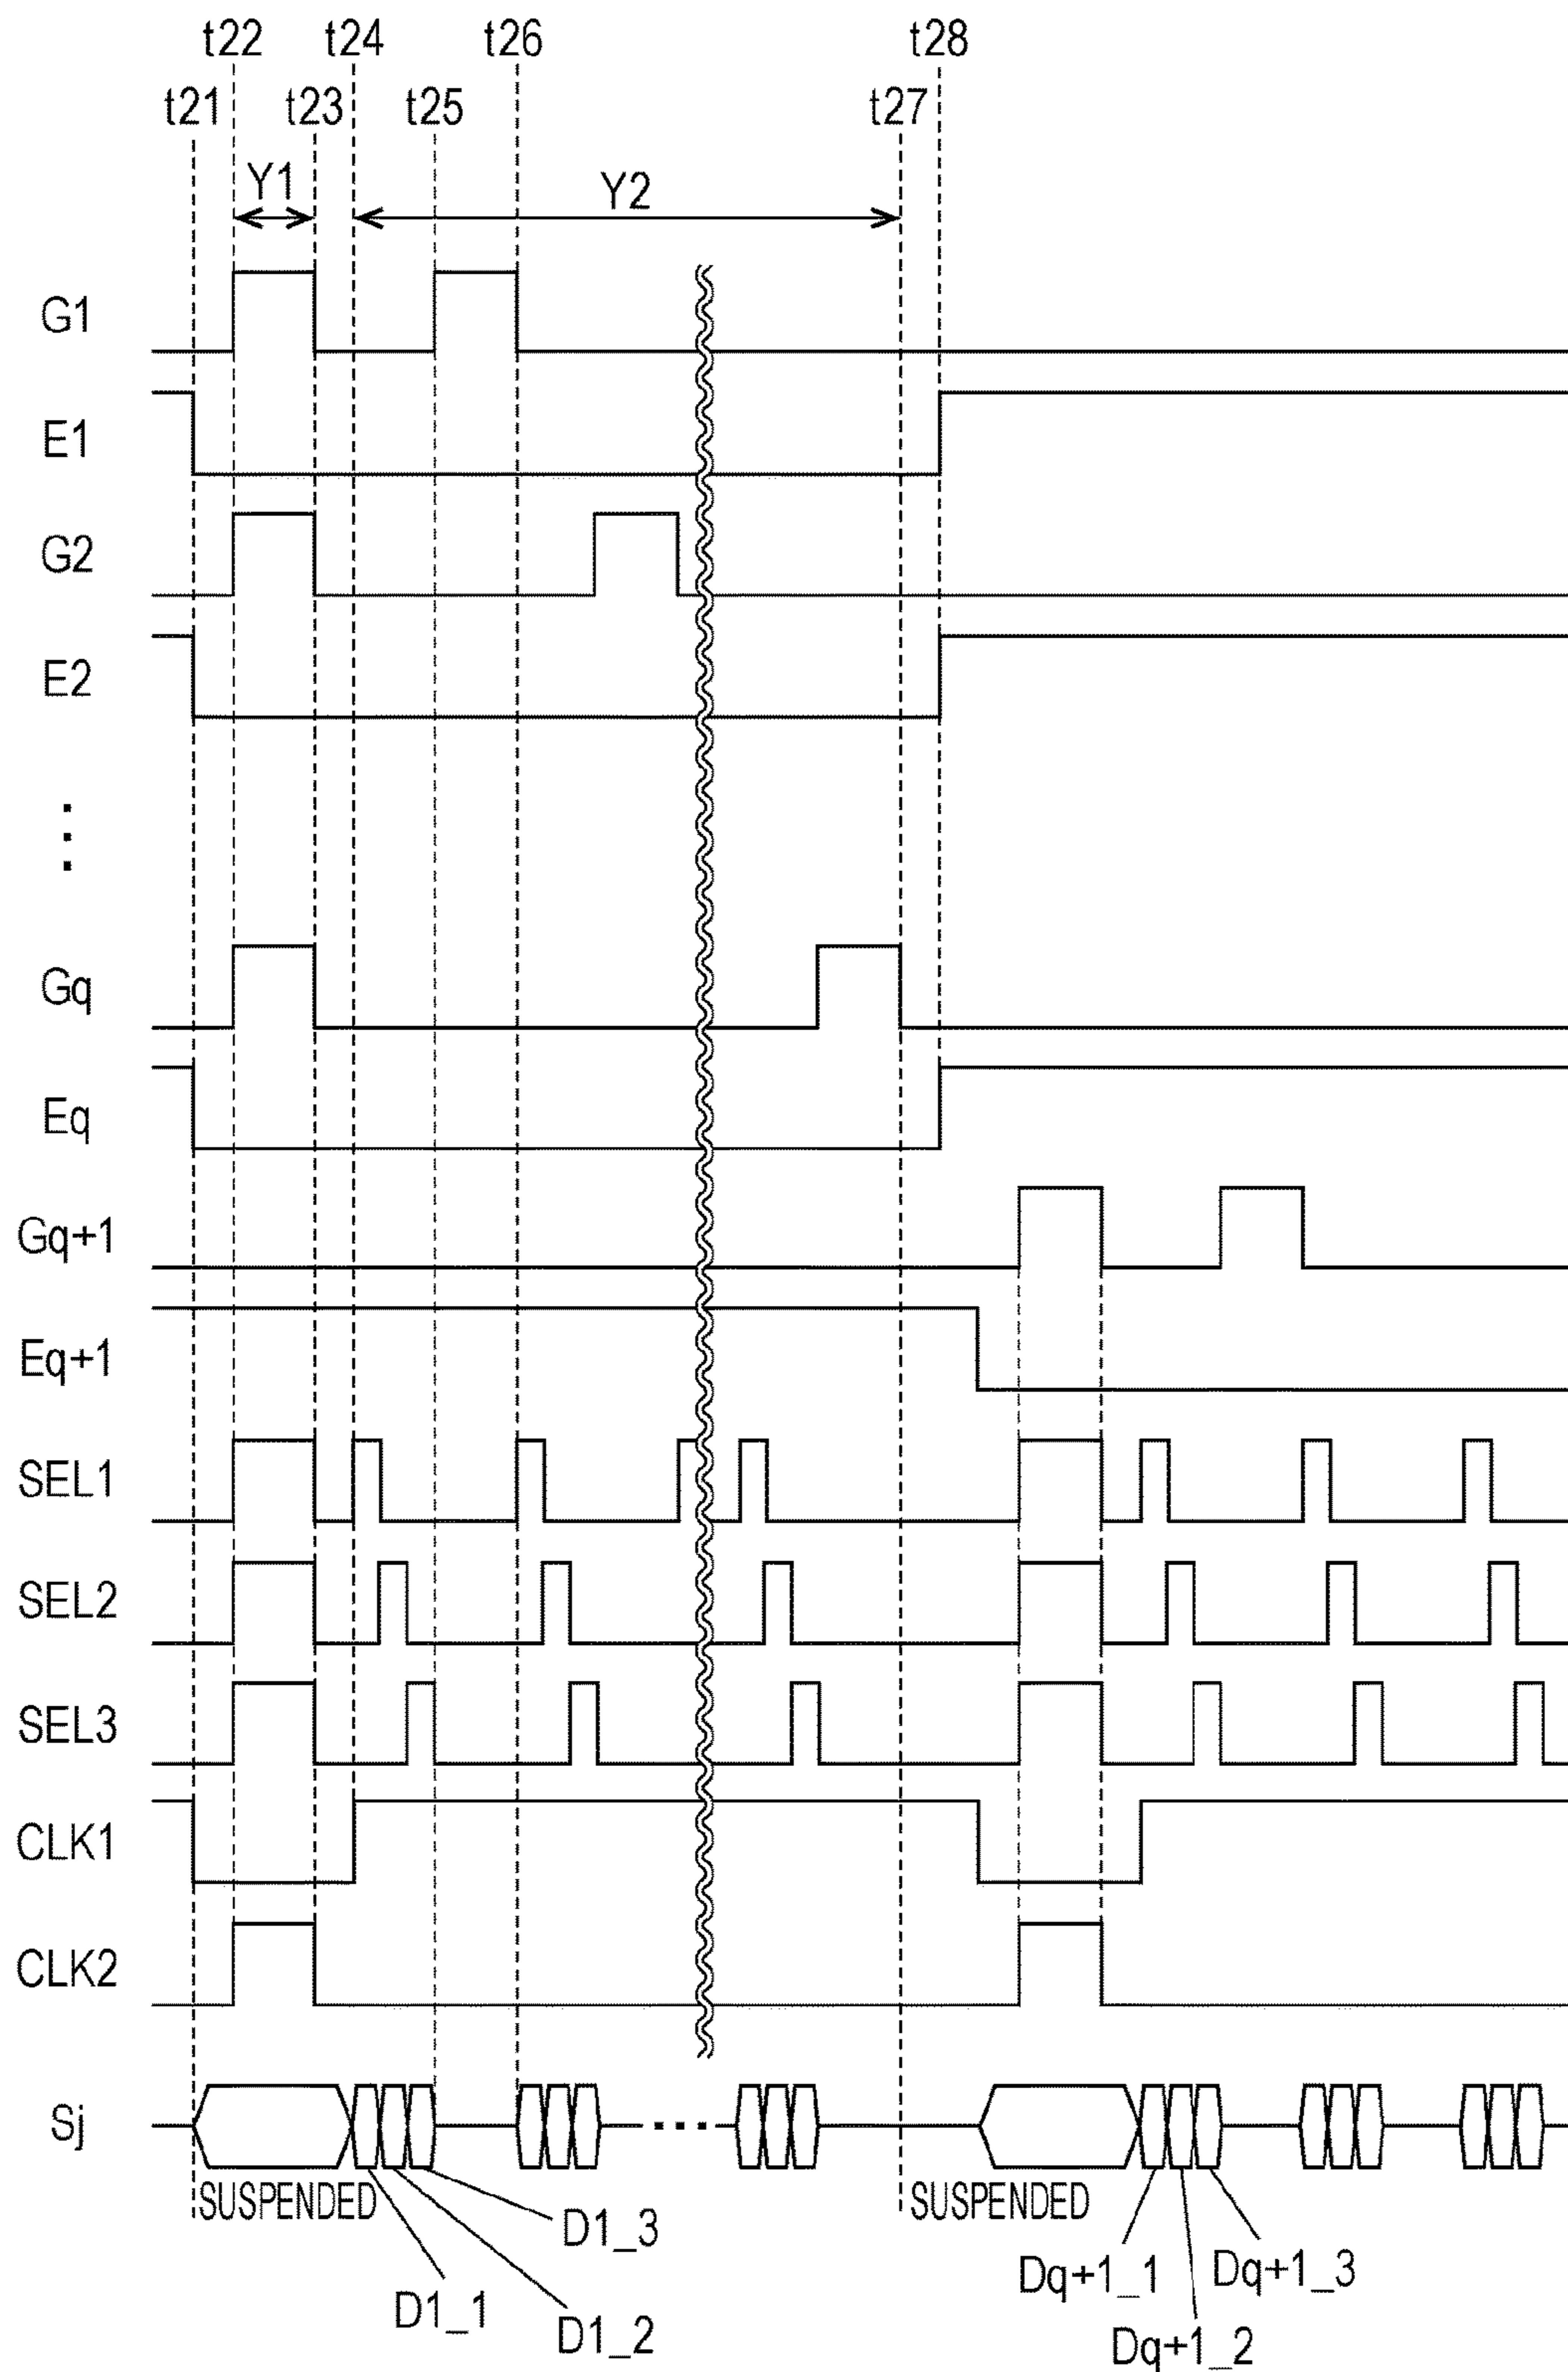 t22 t24 t26 t28
t21 t23 t25 t27
Y1 Y2
G1
E1
G2
E2
⋮
Gq
Eq
Gq+1
Eq+1
SEL1
SEL2
SEL3
CLK1
CLK2
Sj
...
SUSPENDED SUSPENDED
D1_3
D1_1
D1_2
Dq+1_1 Dq+1_3
Dq+1_2